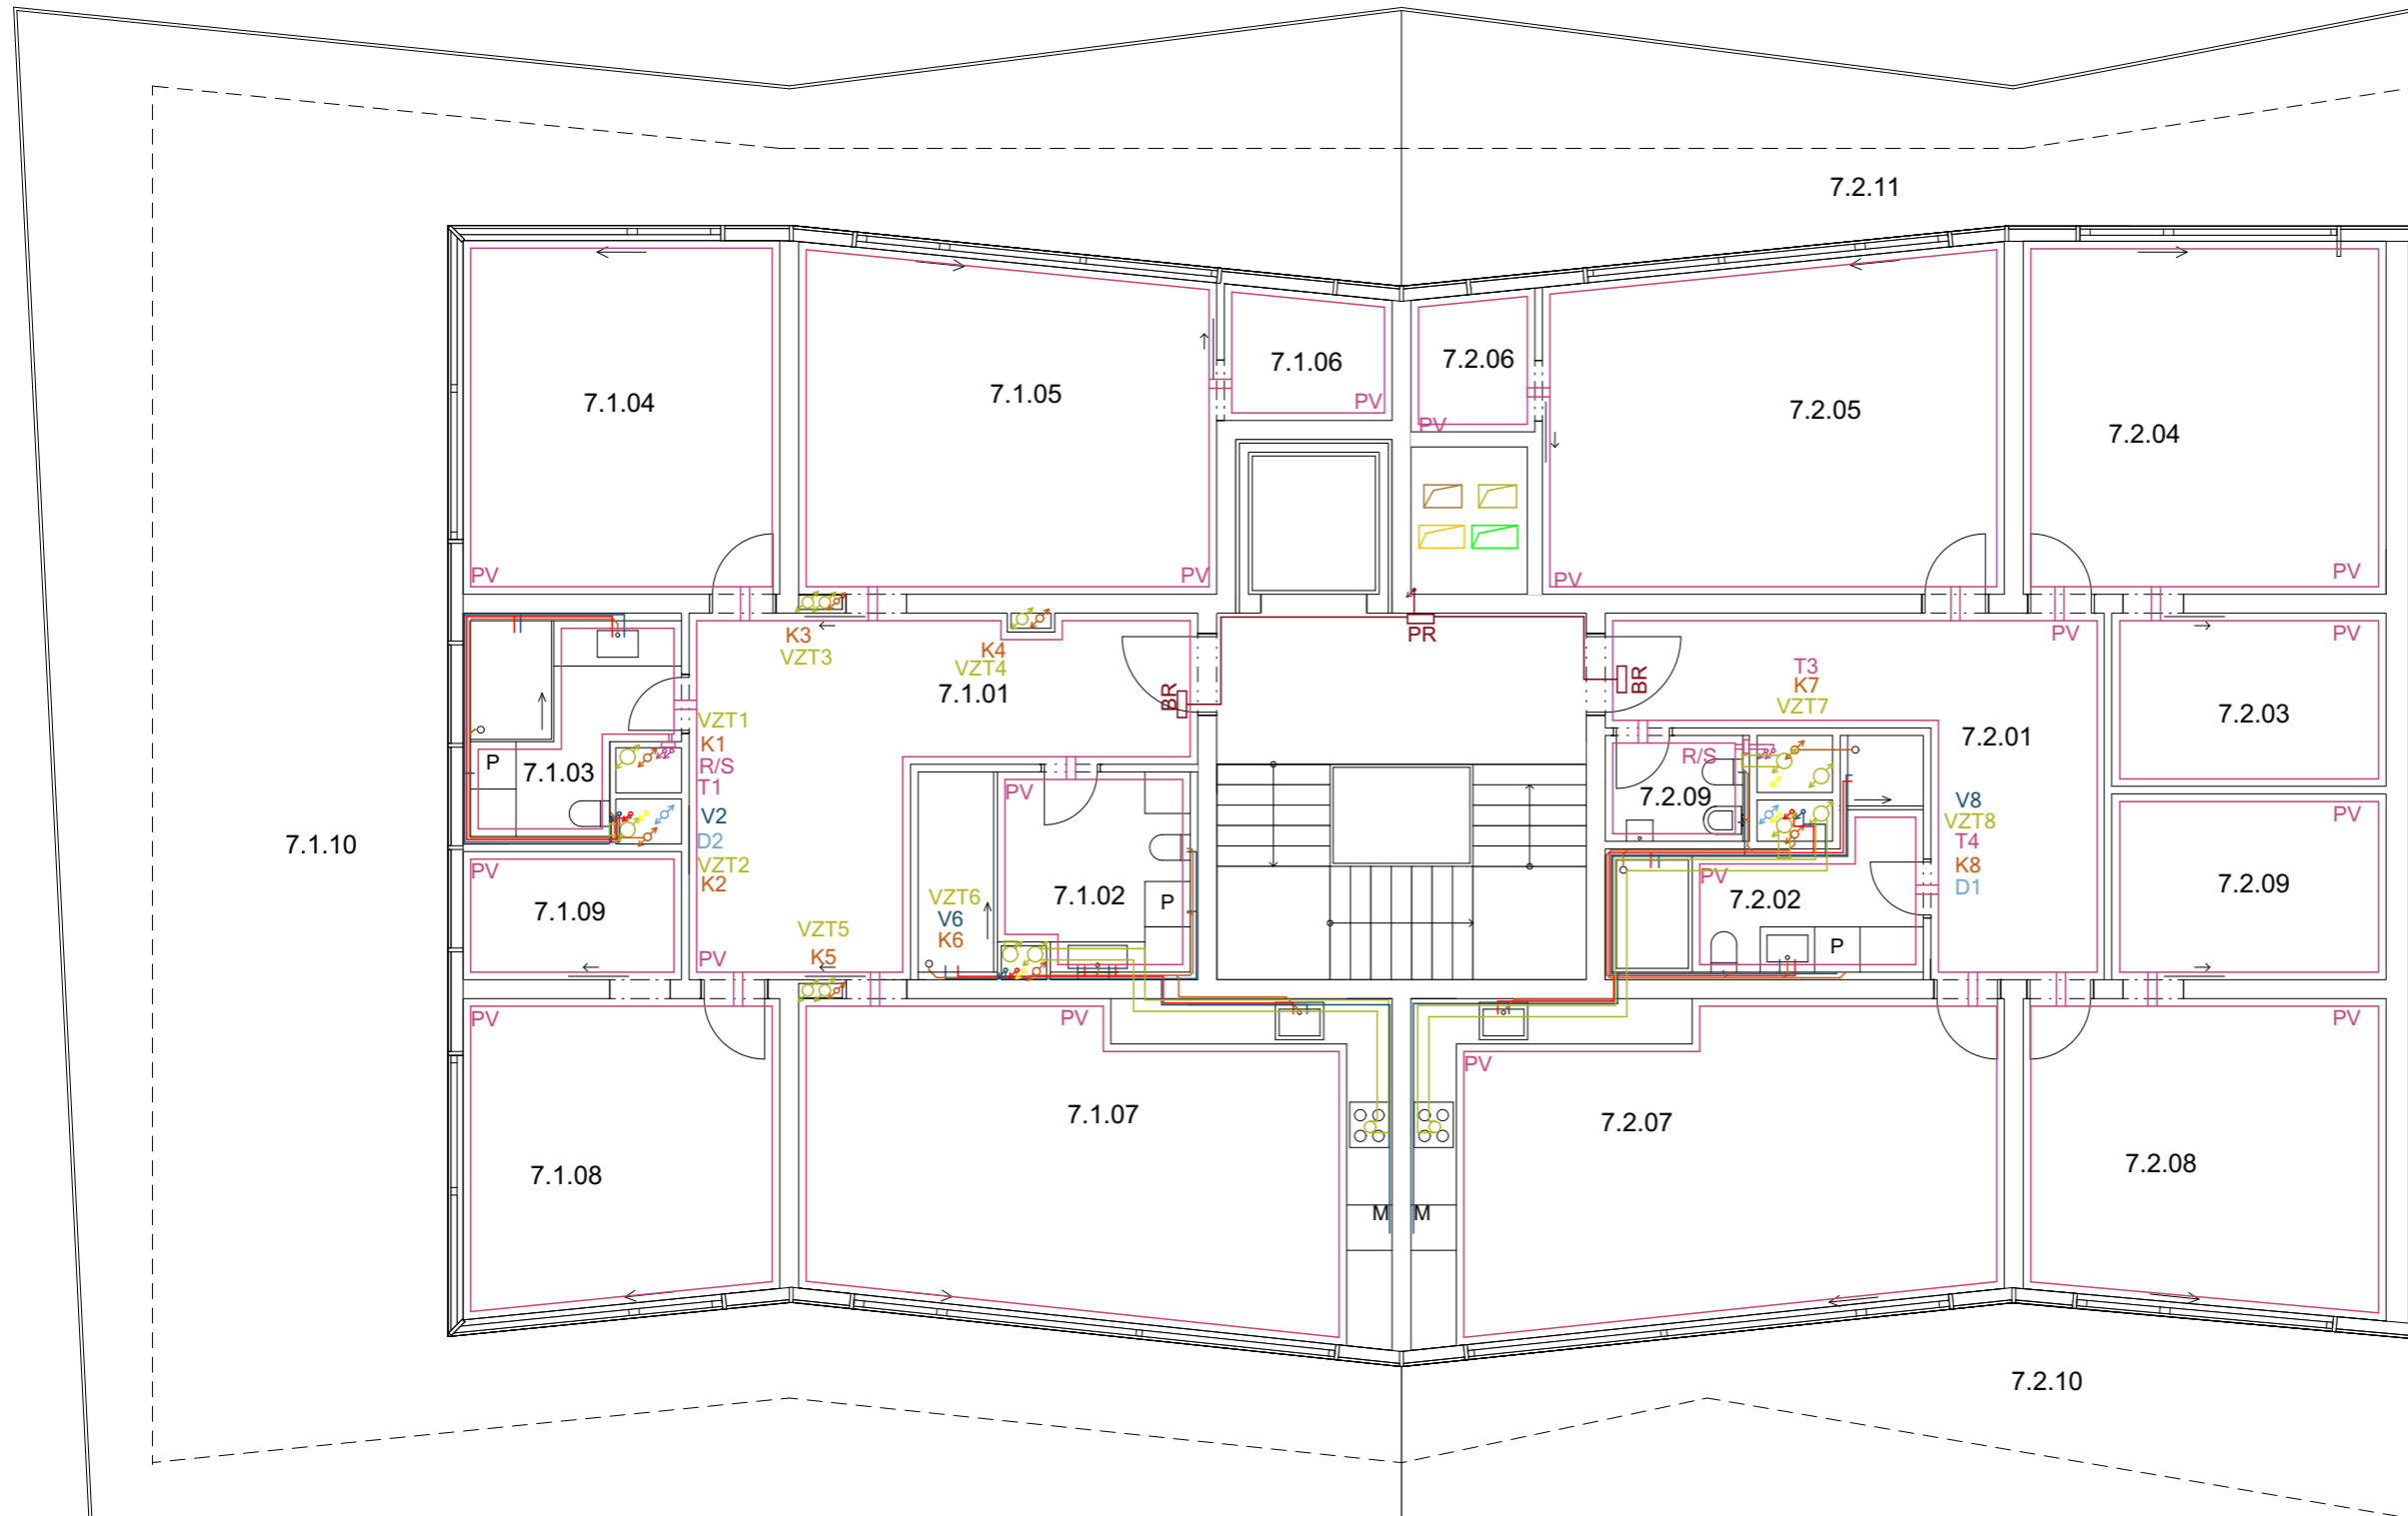 7.2.11
7.1.04
7.1.05
7.1.06
7.2.06
7.2.05
7.2.04
PV
PV
PV
PV
PV
PV
K3
VZT3
K4
VZT4
7.1.01
PR
BR
BR
PV
PV
T3
K7
VZT7
7.2.01
7.2.03
VZT1
K1
R/S
T1
V2
D2
VZT2
K2
P
7.1.03
7.1.10
PV
7.1.09
PV
PV
7.1.02
P
VZT6
V6
K6
VZT5
K5
R/S
7.2.09
PV
7.2.02
P
V8
VZT8
T4
K8
D1
PV
7.2.09
PV
PV
PV
PV
7.1.07
7.1.08
7.2.07
7.2.08
M
M
7.2.10